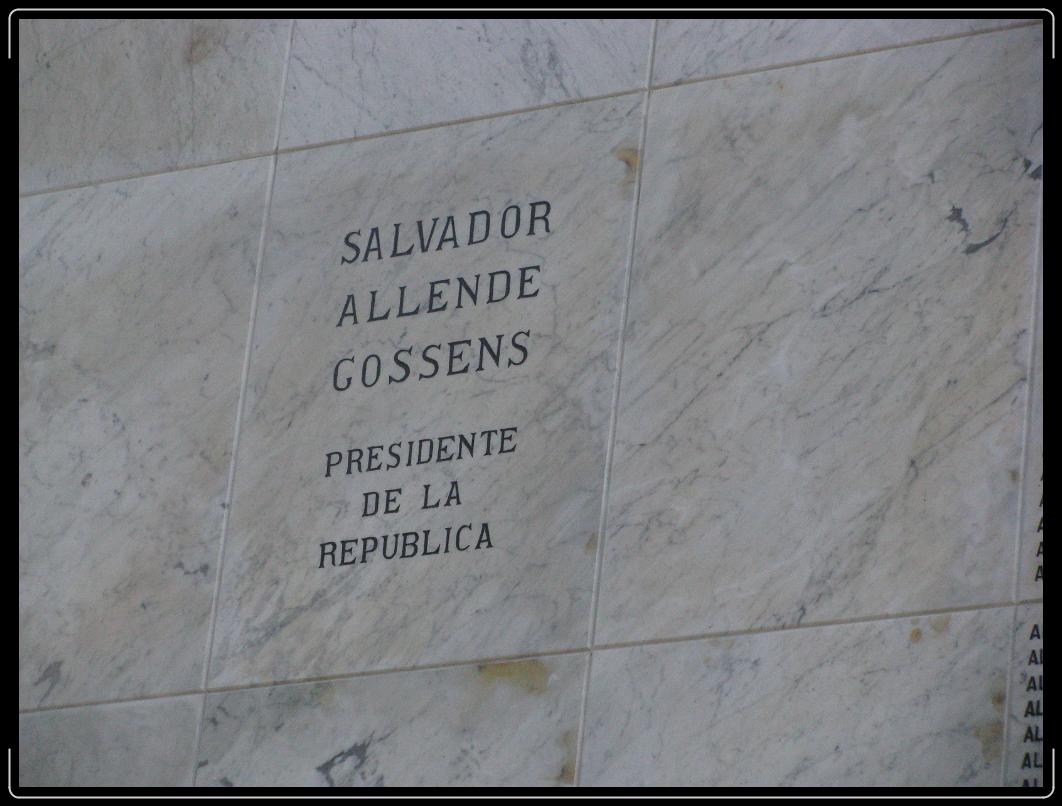 SALVADOR
ALLENDE
GOSSENS
PRESIDENTE
DE LA
REPUBLICA